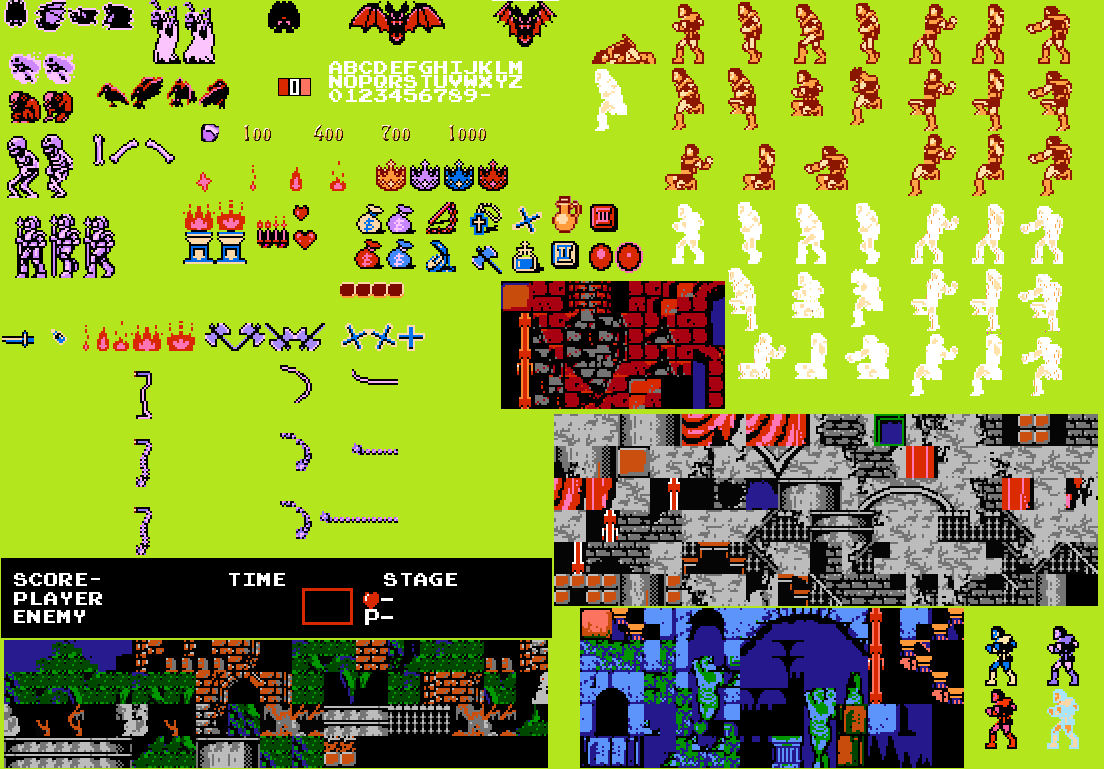 ABCDEFGHIJKLM
NOPQRSTUVWXYZ
0123456789-
100 400 700 1000
SCORE- TIME STAGE
PLAYER -
ENEMY P-